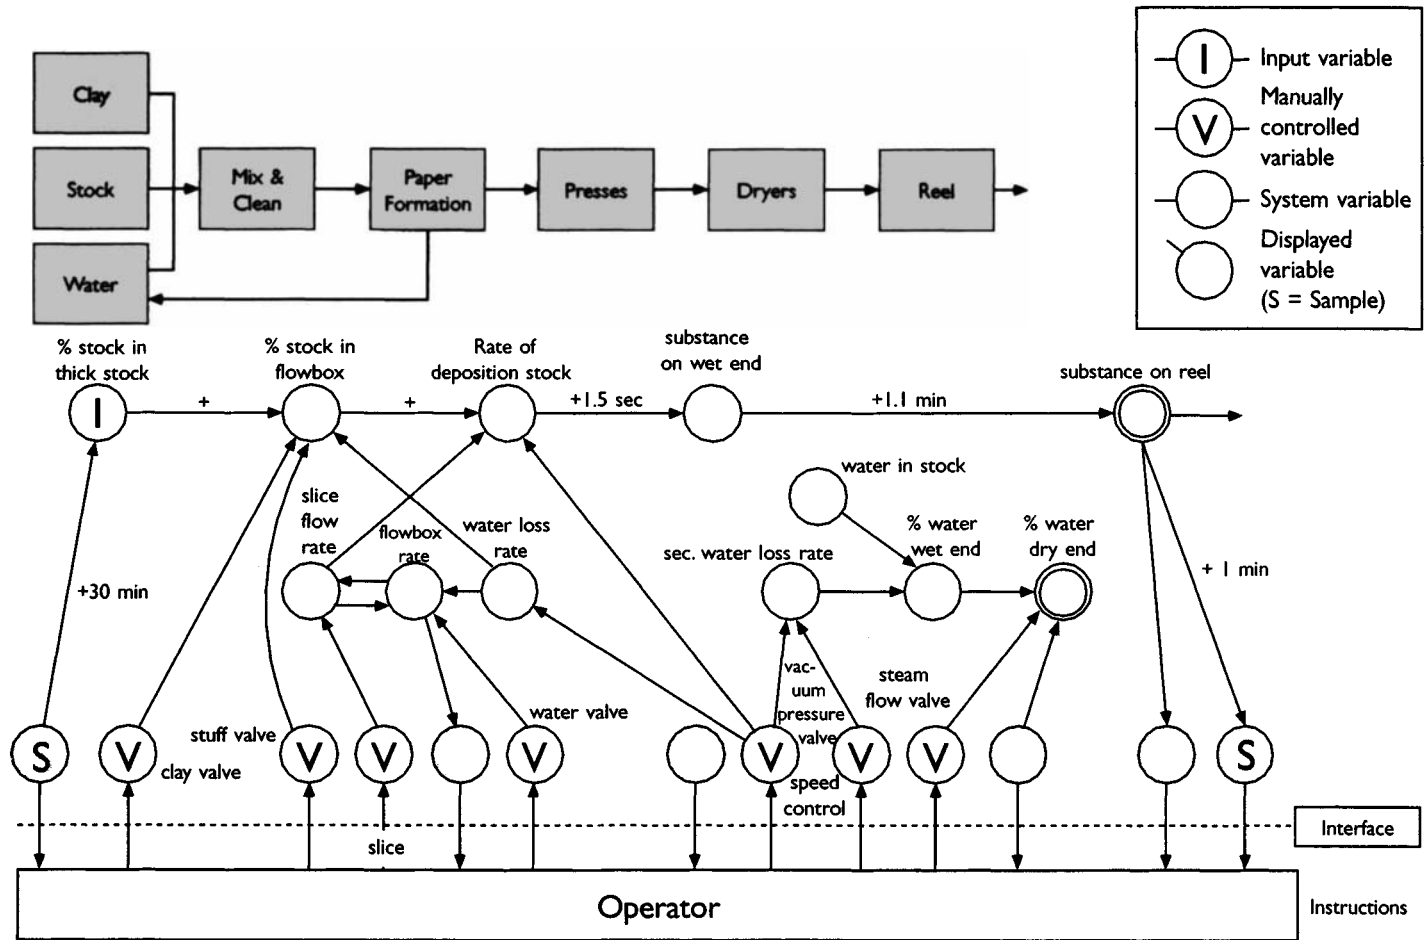 Clay
Stock
Water
Mix &
Clean
Paper
Formation
Presses
Dryers
Reel
I
Input variable
V
Manually
controlled
variable
System variable
Displayed
variable
(S = Sample)
% stock in
thick stock
% stock in
flowbox
Rate of
deposition stock
substance
on wet end
substance on reel
I
+
+
+1.5 sec
+1.1 min
water in stock
slice
flow
rate
flowbox
rate
water loss
rate
sec. water loss rate
% water
wet end
% water
dry end
+30 min
+ 1 min
vac-
uum
pressure
valve
steam
flow valve
stuff valve
clay valve
water valve
speed
control
S
V
V
V
V
V
V
V
S
slice
Interface
Operator
Instructions